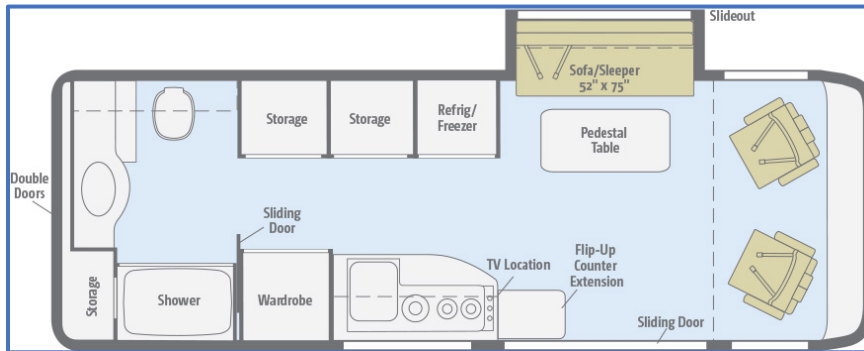 Slideout
Sofa/Sleeper
52" x 75"
Storage
Storage
Refrig/
Freezer
Pedestal
Table
Double
Doors
Sliding
Door
TV Location
Flip-Up
Counter
Extension
Storage
Shower
Wardrobe
Sliding Door